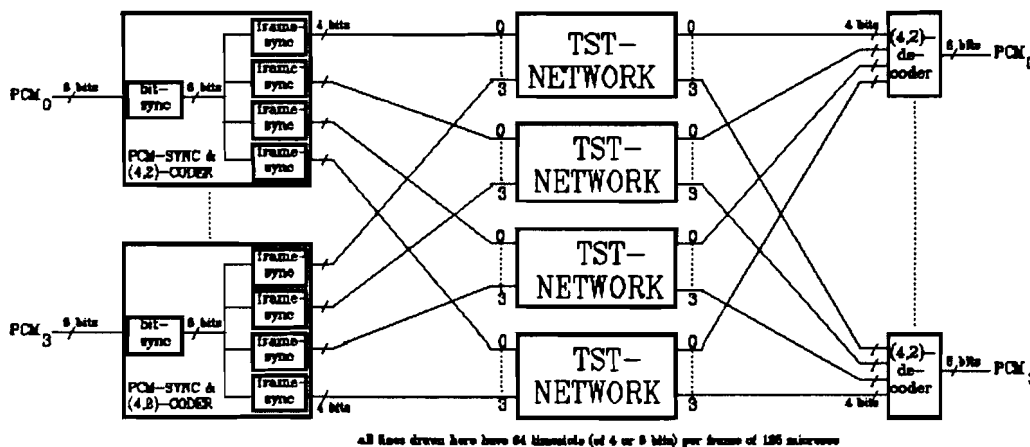 PCM0
8 bits
bit-
sync
8 bits
frame-
sync
frame-
sync
frame-
sync
frame-
sync
PCM-SYNC &
(4,2)-CODER
4 bits
0
3
TST-
NETWORK
0
3
4 bits
(4,2)-
de-
coder
8 bits
PCM0
0
3
TST-
NETWORK
0
3
PCM3
8 bits
bit-
sync
8 bits
frame-
sync
frame-
sync
frame-
sync
frame-
sync
PCM-SYNC &
(4,2)-CODER
4 bits
0
3
TST-
NETWORK
0
3
0
3
TST-
NETWORK
0
3
4 bits
(4,2)-
de-
coder
8 bits
PCM
all lines drawn here have 64 timeslots (of 4 or 8 bits) per frame of 125 microsec